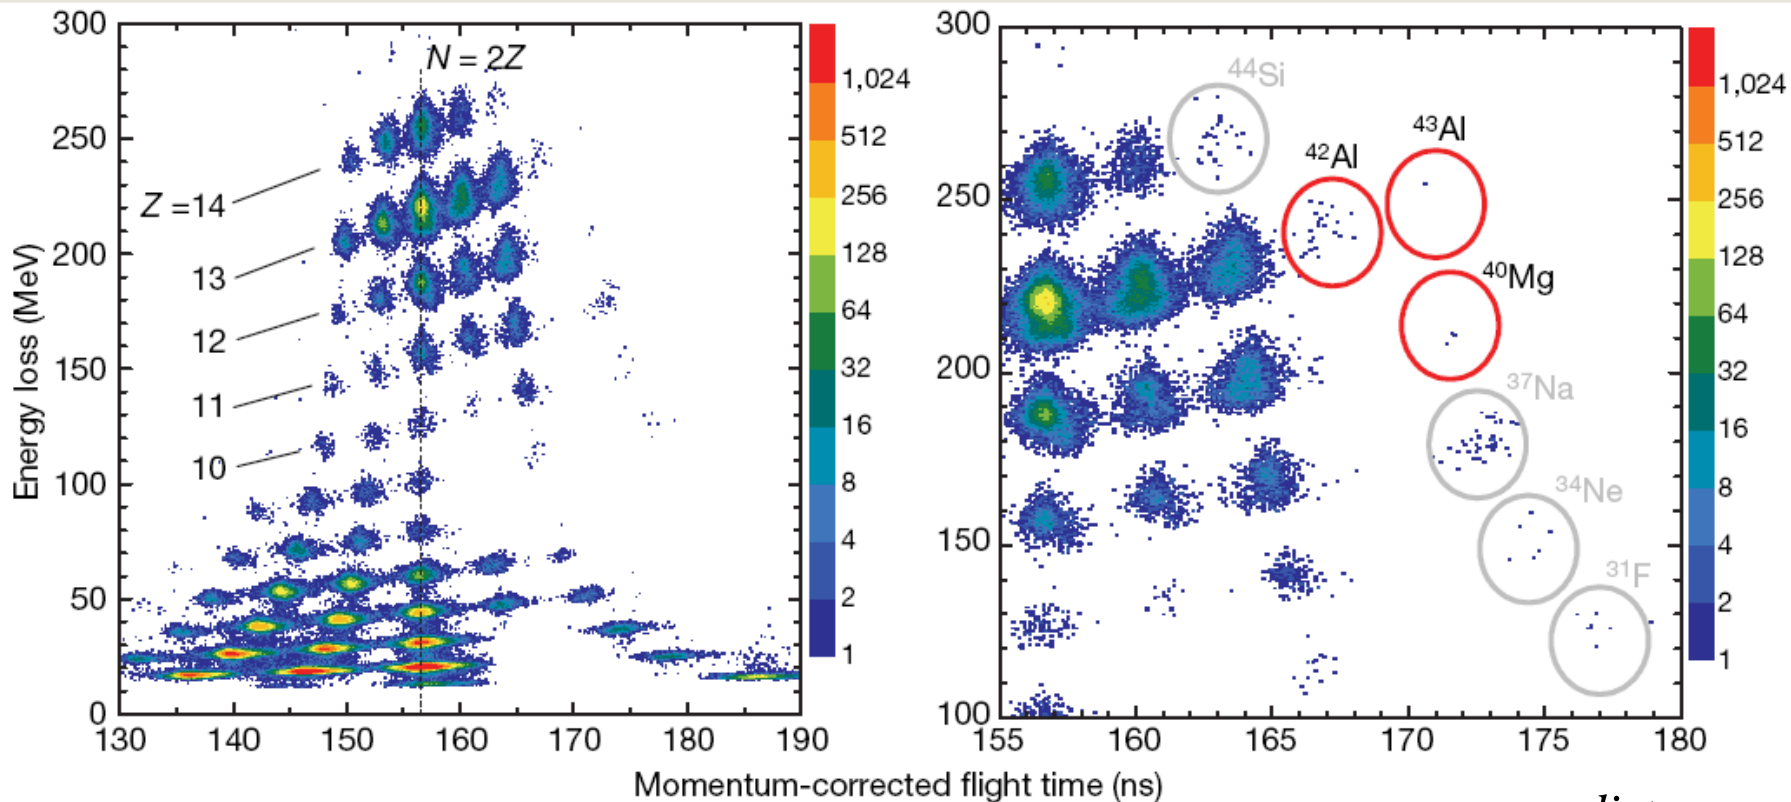 300
250
200
150
100
50
0
Energy loss (MeV)
130 140 150 160 170 180 190
N = 2Z
Z = 14
13
12
11
10
1,024
512
256
128
64
32
16
8
4
2
1
300
250
200
150
100
155 160 165 170 175 180
⁴⁴Si
⁴³Al
⁴²Al
⁴⁰Mg
³⁷Na
³⁴Ne
³¹F
1,024
512
256
128
64
32
16
8
4
2
1
Momentum-corrected flight time (ns)